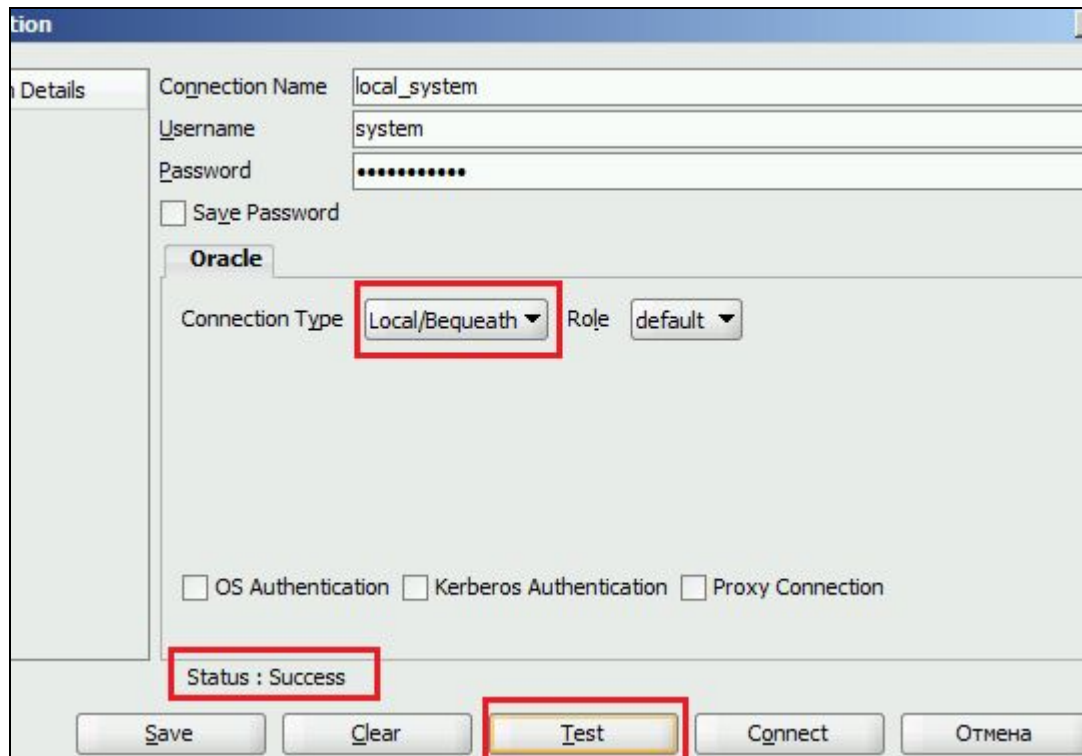 tion
n Details
Connection Name local_system
Username system
Password •••••••••••
Save Password
Oracle
Connection Type Local/Bequeath Role default
OS Authentication Kerberos Authentication Proxy Connection
Status : Success
Save Clear Test Connect Отмена